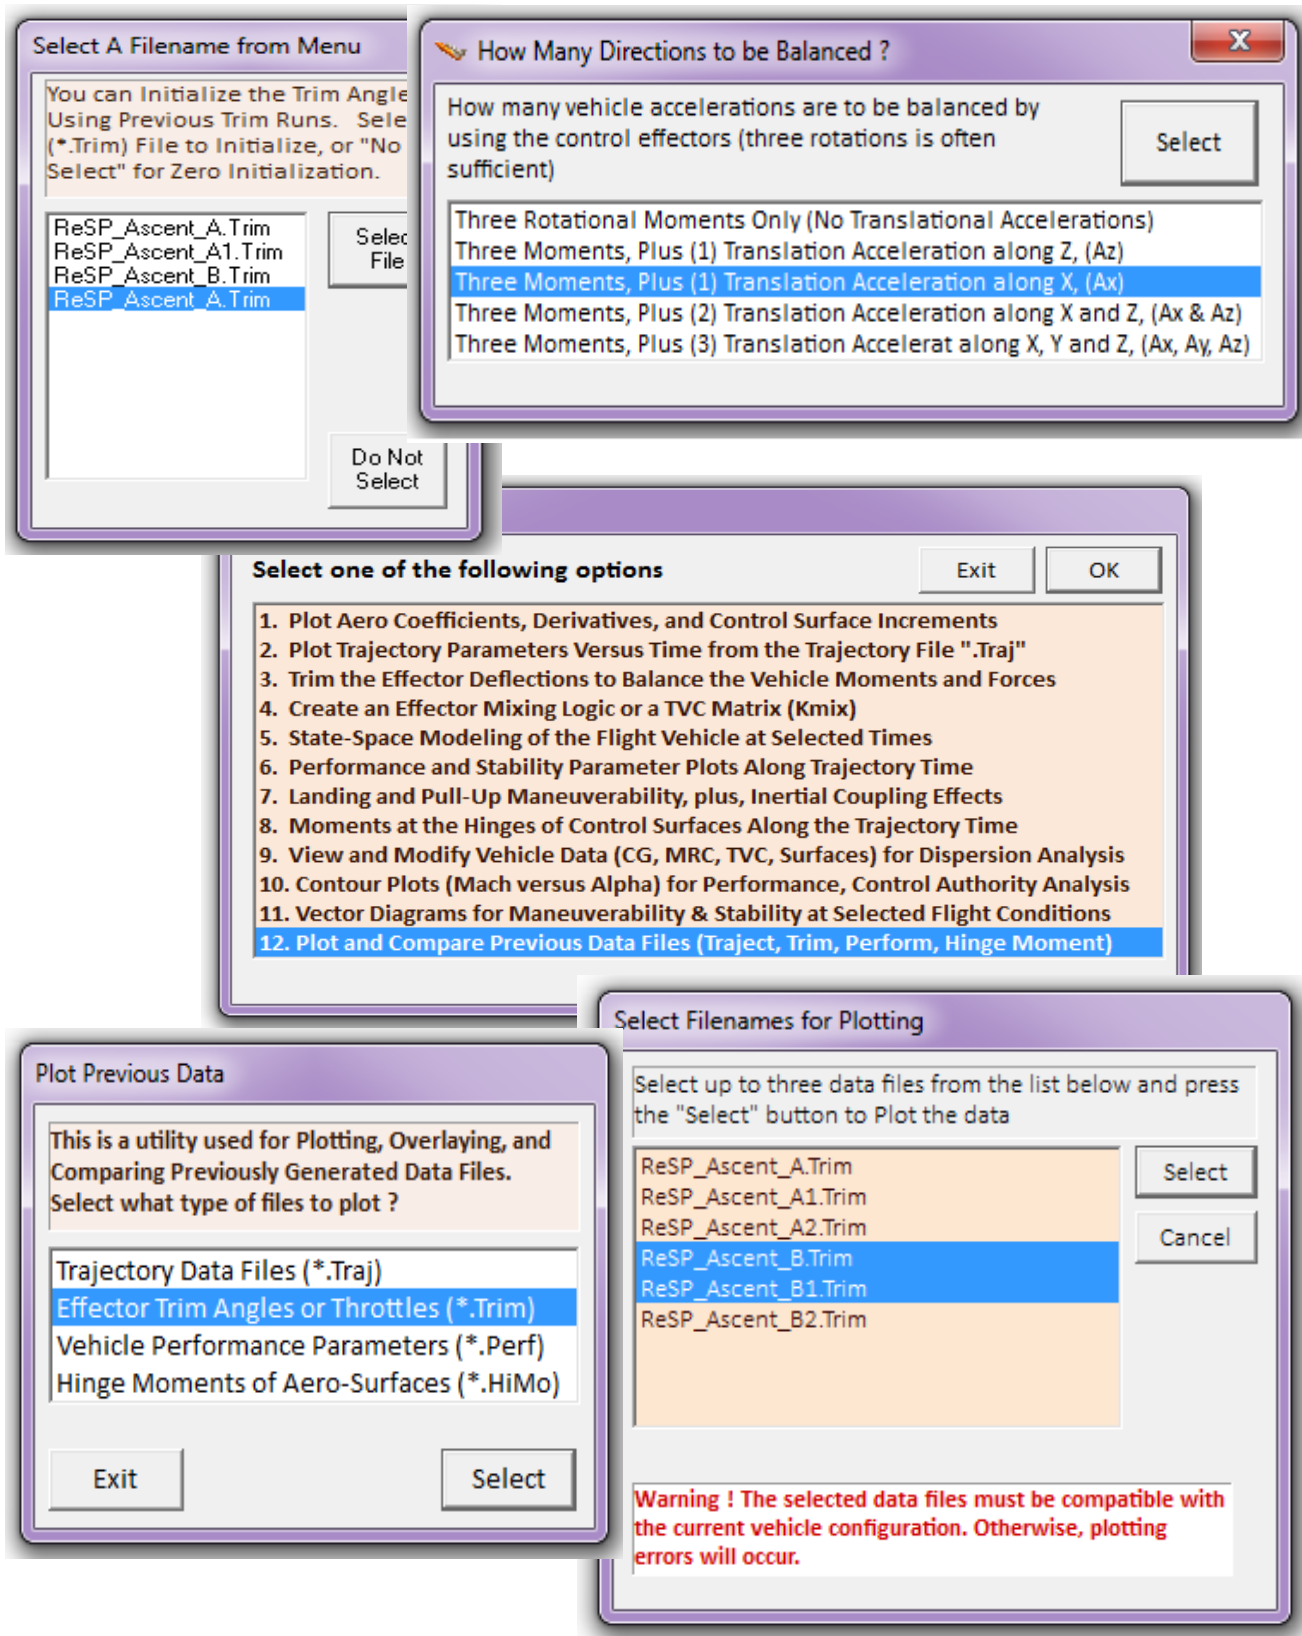 Select A Filename from Menu
You can Initialize the Trim Angle
Using Previous Trim Runs. Sele
(*.Trim) File to Initialize, or "No
Select" for Zero Initialization.
ReSP_Ascent_A.Trim
ReSP_Ascent_A1.Trim
ReSP_Ascent_B.Trim
ReSP_Ascent_A.Trim
Selec
File
Do Not
Select
How Many Directions to be Balanced ?
X
How many vehicle accelerations are to be balanced by
using the control effectors (three rotations is often
sufficient)
Select
Three Rotational Moments Only (No Translational Accelerations)
Three Moments, Plus (1) Translation Acceleration along Z, (Az)
Three Moments, Plus (1) Translation Acceleration along X, (Ax)
Three Moments, Plus (2) Translation Acceleration along X and Z, (Ax & Az)
Three Moments, Plus (3) Translation Accelerat along X, Y and Z, (Ax, Ay, Az)
Select one of the following options
Exit
OK
1. Plot Aero Coefficients, Derivatives, and Control Surface Increments
2. Plot Trajectory Parameters Versus Time from the Trajectory File ".Traj"
3. Trim the Effector Deflections to Balance the Vehicle Moments and Forces
4. Create an Effector Mixing Logic or a TVC Matrix (Kmix)
5. State-Space Modeling of the Flight Vehicle at Selected Times
6. Performance and Stability Parameter Plots Along Trajectory Time
7. Landing and Pull-Up Maneuverability, plus, Inertial Coupling Effects
8. Moments at the Hinges of Control Surfaces Along the Trajectory Time
9. View and Modify Vehicle Data (CG, MRC, TVC, Surfaces) for Dispersion Analysis
10. Contour Plots (Mach versus Alpha) for Performance, Control Authority Analysis
11. Vector Diagrams for Maneuverability & Stability at Selected Flight Conditions
12. Plot and Compare Previous Data Files (Traject, Trim, Perform, Hinge Moment)
Plot Previous Data
This is a utility used for Plotting, Overlaying, and
Comparing Previously Generated Data Files.
Select what type of files to plot ?
Trajectory Data Files (*.Traj)
Effector Trim Angles or Throttles (*.Trim)
Vehicle Performance Parameters (*.Perf)
Hinge Moments of Aero-Surfaces (*.HiMo)
Exit
Select
Select Filenames for Plotting
Select up to three data files from the list below and press
the "Select" button to Plot the data
ReSP_Ascent_A.Trim
ReSP_Ascent_A1.Trim
ReSP_Ascent_A2.Trim
ReSP_Ascent_B.Trim
ReSP_Ascent_B1.Trim
ReSP_Ascent_B2.Trim
Select
Cancel
Warning ! The selected data files must be compatible with
the current vehicle configuration. Otherwise, plotting
errors will occur.